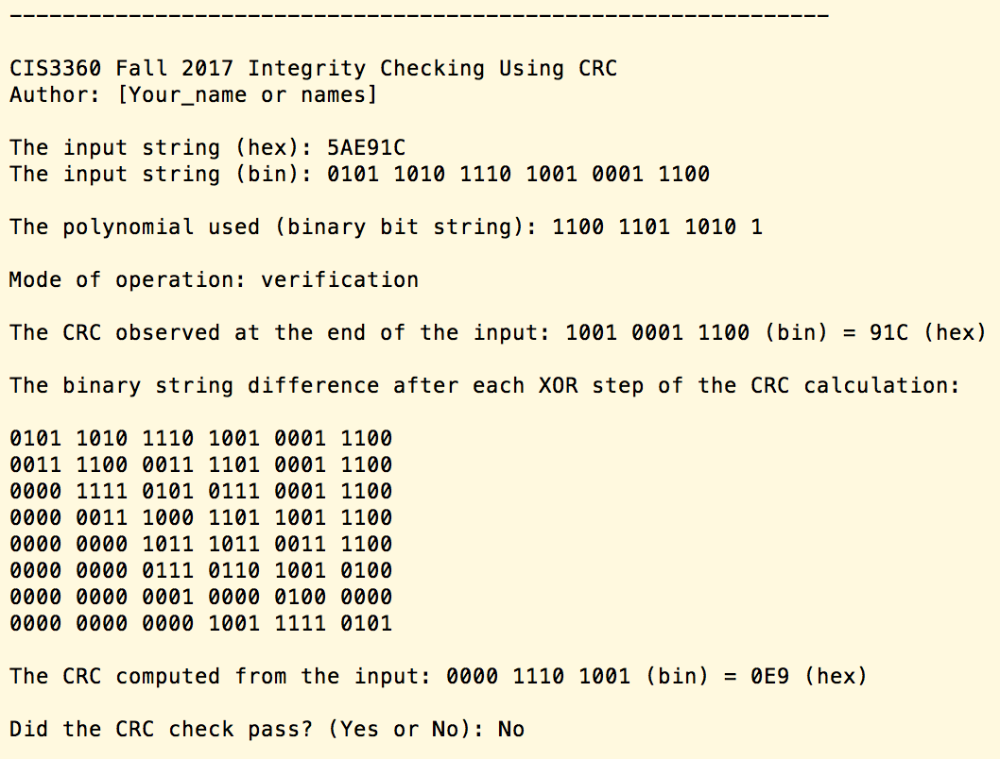 --------------------------------------------------------------
CIS3360 Fall 2017 Integrity Checking Using CRC
Author: [Your_name or names]
The input string (hex): 5AE91C
The input string (bin): 0101 1010 1110 1001 0001 1100
The polynomial used (binary bit string): 1100 1101 1010 1
Mode of operation: verification
The CRC observed at the end of the input: 1001 0001 1100 (bin) = 91C (hex)
The binary string difference after each XOR step of the CRC calculation:
0101 1010 1110 1001 0001 1100
0011 1100 0011 1101 0001 1100
0000 1111 0101 0111 0001 1100
0000 0011 1000 1101 1001 1100
0000 0000 1011 1011 0011 1100
0000 0000 0111 0110 1001 0100
0000 0000 0001 0000 0100 0000
0000 0000 0000 1001 1111 0101
The CRC computed from the input: 0000 1110 1001 (bin) = 0E9 (hex)
Did the CRC check pass? (Yes or No): No